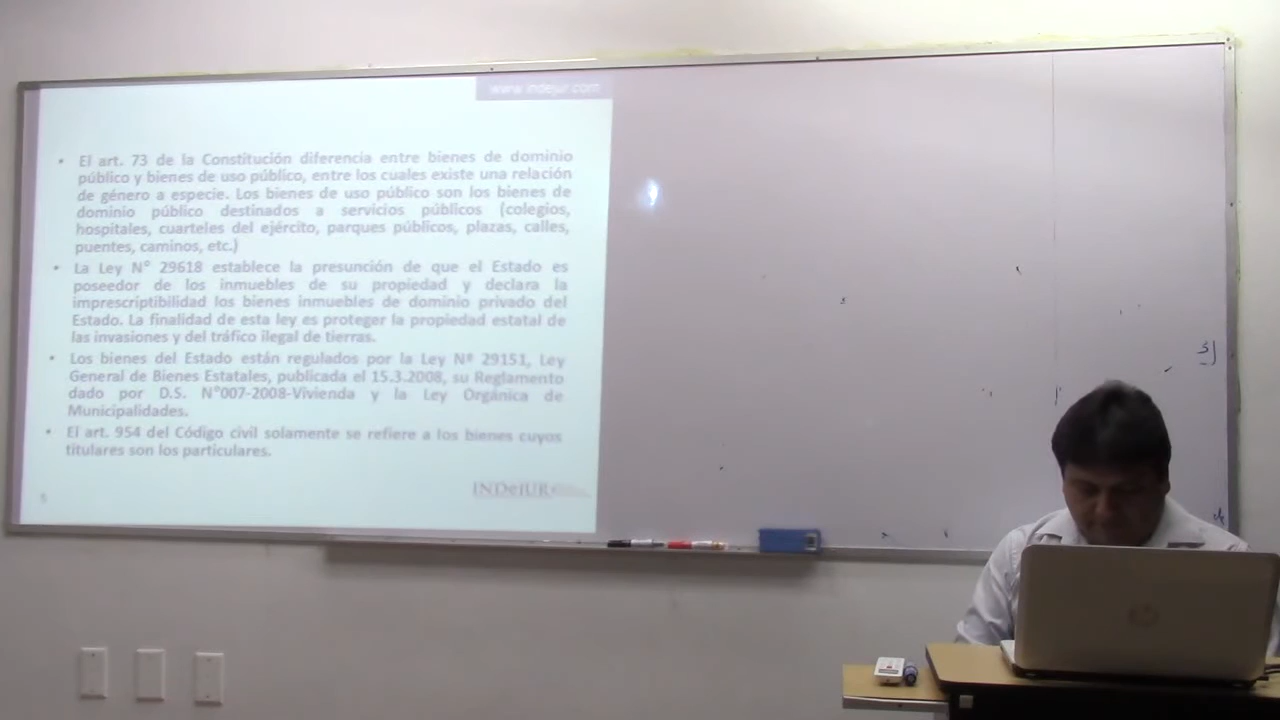 www.indejur.com
• El art. 73 de la Constitución diferencia entre bienes de dominio
público y bienes de uso público, entre los cuales existe una relación
de género a especie. Los bienes de uso público son los bienes de
dominio público destinados a servicios públicos (colegios,
hospitales, cuarteles del ejército, parques públicos, plazas, calles,
puentes, caminos, etc.)
• La Ley N° 29618 establece la presunción de que el Estado es
poseedor de los inmuebles de su propiedad y declara la
imprescriptibilidad los bienes inmuebles de dominio privado del
Estado. La finalidad de esta ley es proteger la propiedad estatal de
las invasiones y del tráfico ilegal de tierras.
• Los bienes del Estado están regulados por la Ley Nº 29151, Ley
General de Bienes Estatales, publicada el 15.3.2008, su Reglamento
dado por D.S. N°007-2008-Vivienda y la Ley Orgánica de
Municipalidades.
• El art. 954 del Código civil solamente se refiere a los bienes cuyos
titulares son los particulares.
INDeJUR
5
hp